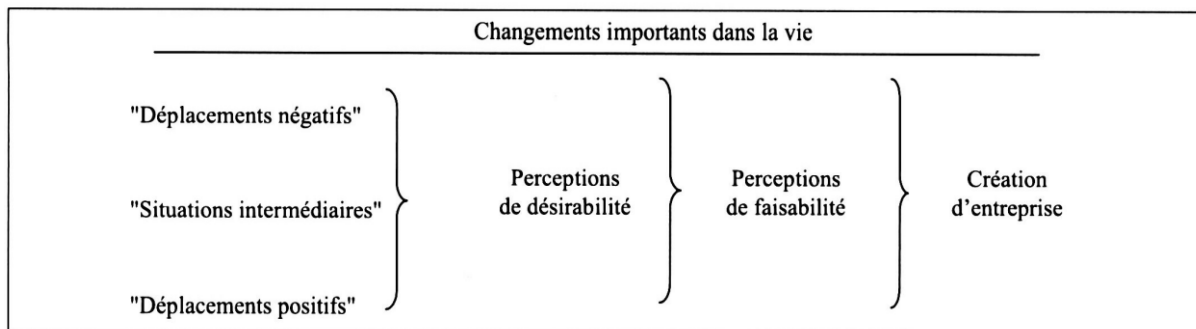 Changements importants dans la vie
"Déplacements négatifs"
"Situations intermédiaires"
"Déplacements positifs"
Perceptions
de désirabilité
Perceptions
de faisabilité
Création
d’entreprise